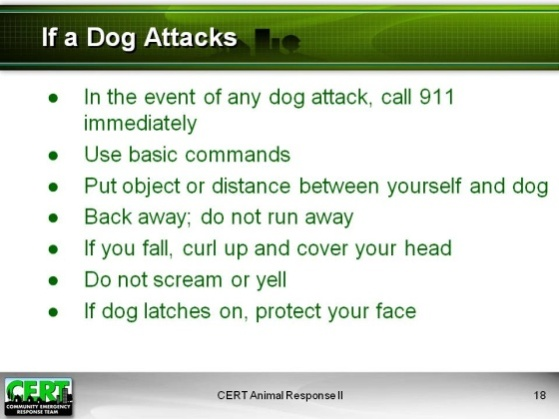 If a Dog Attacks
● In the event of any dog attack, call 911
immediately
● Use basic commands
● Put object or distance between yourself and dog
● Back away; do not run away
● If you fall, curl up and cover your head
● Do not scream or yell
● If dog latches on, protect your face
CERT
COMMUNITY EMERGENCY
RESPONSE TEAM
CERT Animal Response II
18